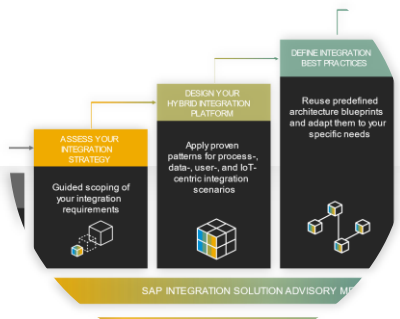 ASSESS YOUR
INTEGRATION
STRATEGY
Guided scoping of
your integration
requirements
DESIGN YOUR
HYBRID INTEGRATION
PLATFORM
Apply proven
patterns for process-,
data-, user-, and IoT-
centric integration
scenarios
DEFINE INTEGRATION
BEST PRACTICES
Reuse predefined
architecture blueprints
and adapt them to your
specific needs
SAP INTEGRATION SOLUTION ADVISORY